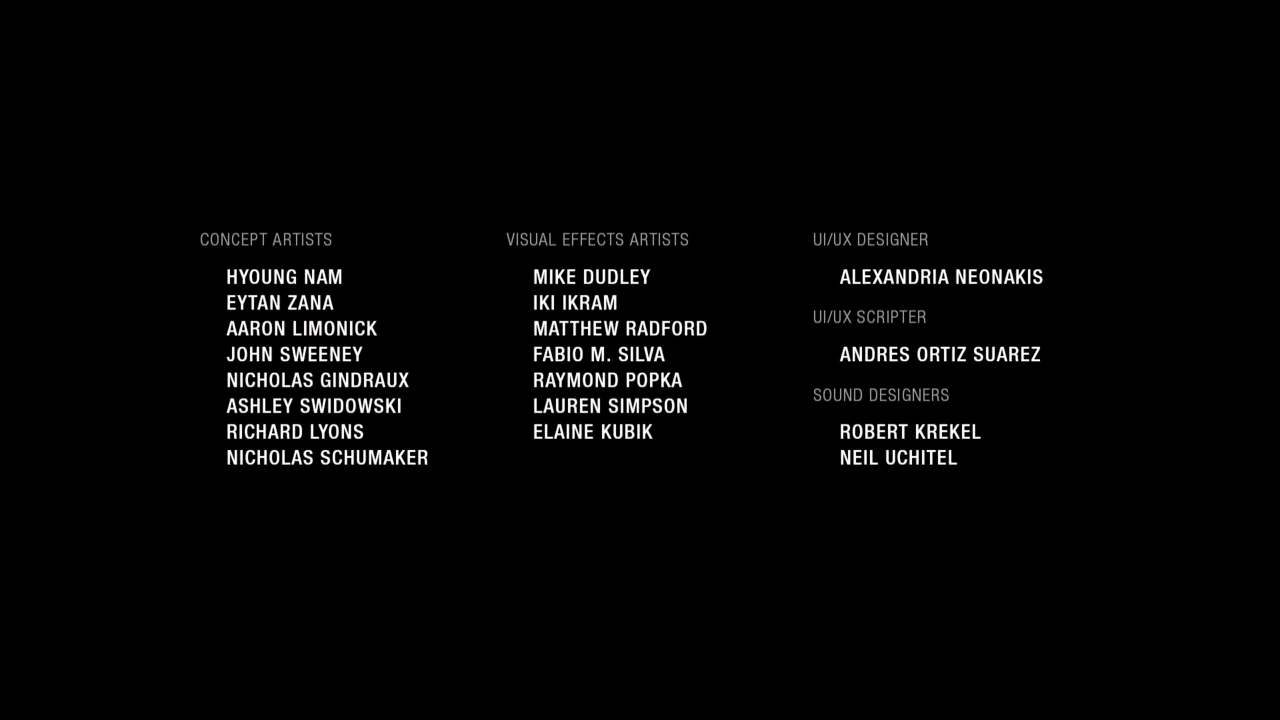 CONCEPT ARTISTS
HYOUNG NAM
EYTAN ZANA
AARON LIMONICK
JOHN SWEENEY
NICHOLAS GINDRAUX
ASHLEY SWIDOWSKI
RICHARD LYONS
NICHOLAS SCHUMAKER
VISUAL EFFECTS ARTISTS
MIKE DUDLEY
IKI IKRAM
MATTHEW RADFORD
FABIO M. SILVA
RAYMOND POPKA
LAUREN SIMPSON
ELAINE KUBIK
UI/UX DESIGNER
ALEXANDRIA NEONAKIS
UI/UX SCRIPTER
ANDRES ORTIZ SUAREZ
SOUND DESIGNERS
ROBERT KREKEL
NEIL UCHITEL